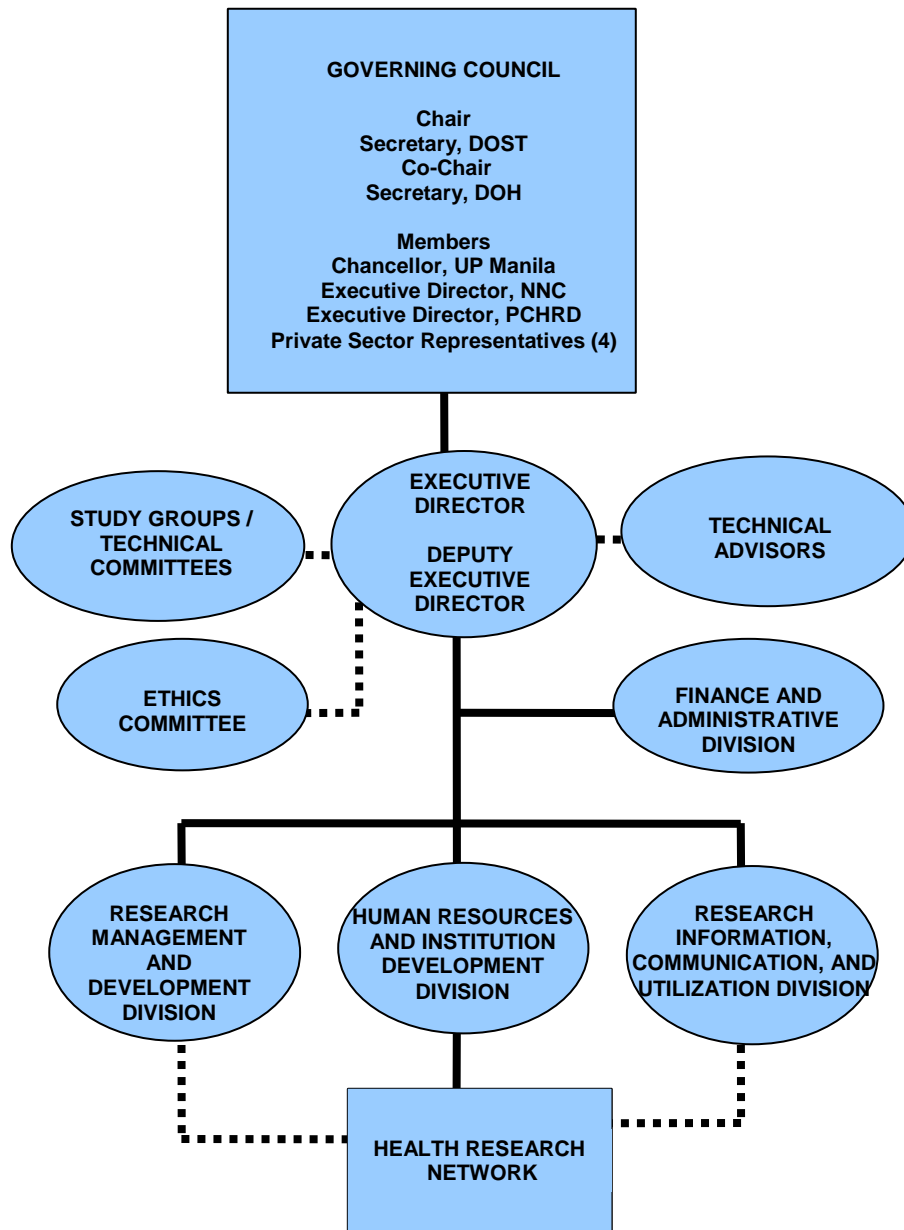 GOVERNING COUNCIL
Chair
Secretary, DOST
Co-Chair
Secretary, DOH
Members
Chancellor, UP Manila
Executive Director, NNC
Executive Director, PCHRD
Private Sector Representatives (4)
EXECUTIVE
DIRECTOR
DEPUTY
EXECUTIVE
DIRECTOR
STUDY GROUPS /
TECHNICAL
COMMITTEES
TECHNICAL
ADVISORS
ETHICS
COMMITTEE
FINANCE AND
ADMINISTRATIVE
DIVISION
RESEARCH
MANAGEMENT
AND
DEVELOPMENT
DIVISION
HUMAN RESOURCES
AND INSTITUTION
DEVELOPMENT
DIVISION
RESEARCH
INFORMATION,
COMMUNICATION, AND
UTILIZATION DIVISION
HEALTH RESEARCH
NETWORK